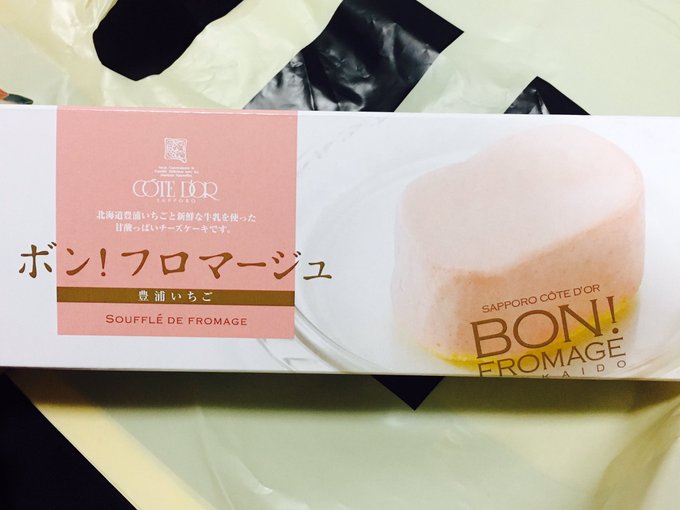 CÔTE D'OR
SAPPORO
北海道豊浦いちごと新鮮な牛乳を使った
甘酸っぱいチーズケーキです。
ボン!フロマージュ
豊浦いちご
SOUFFLÉ DE FROMAGE
SAPPORO CÔTE D'OR
BON!
FROMAGE
KAIDO